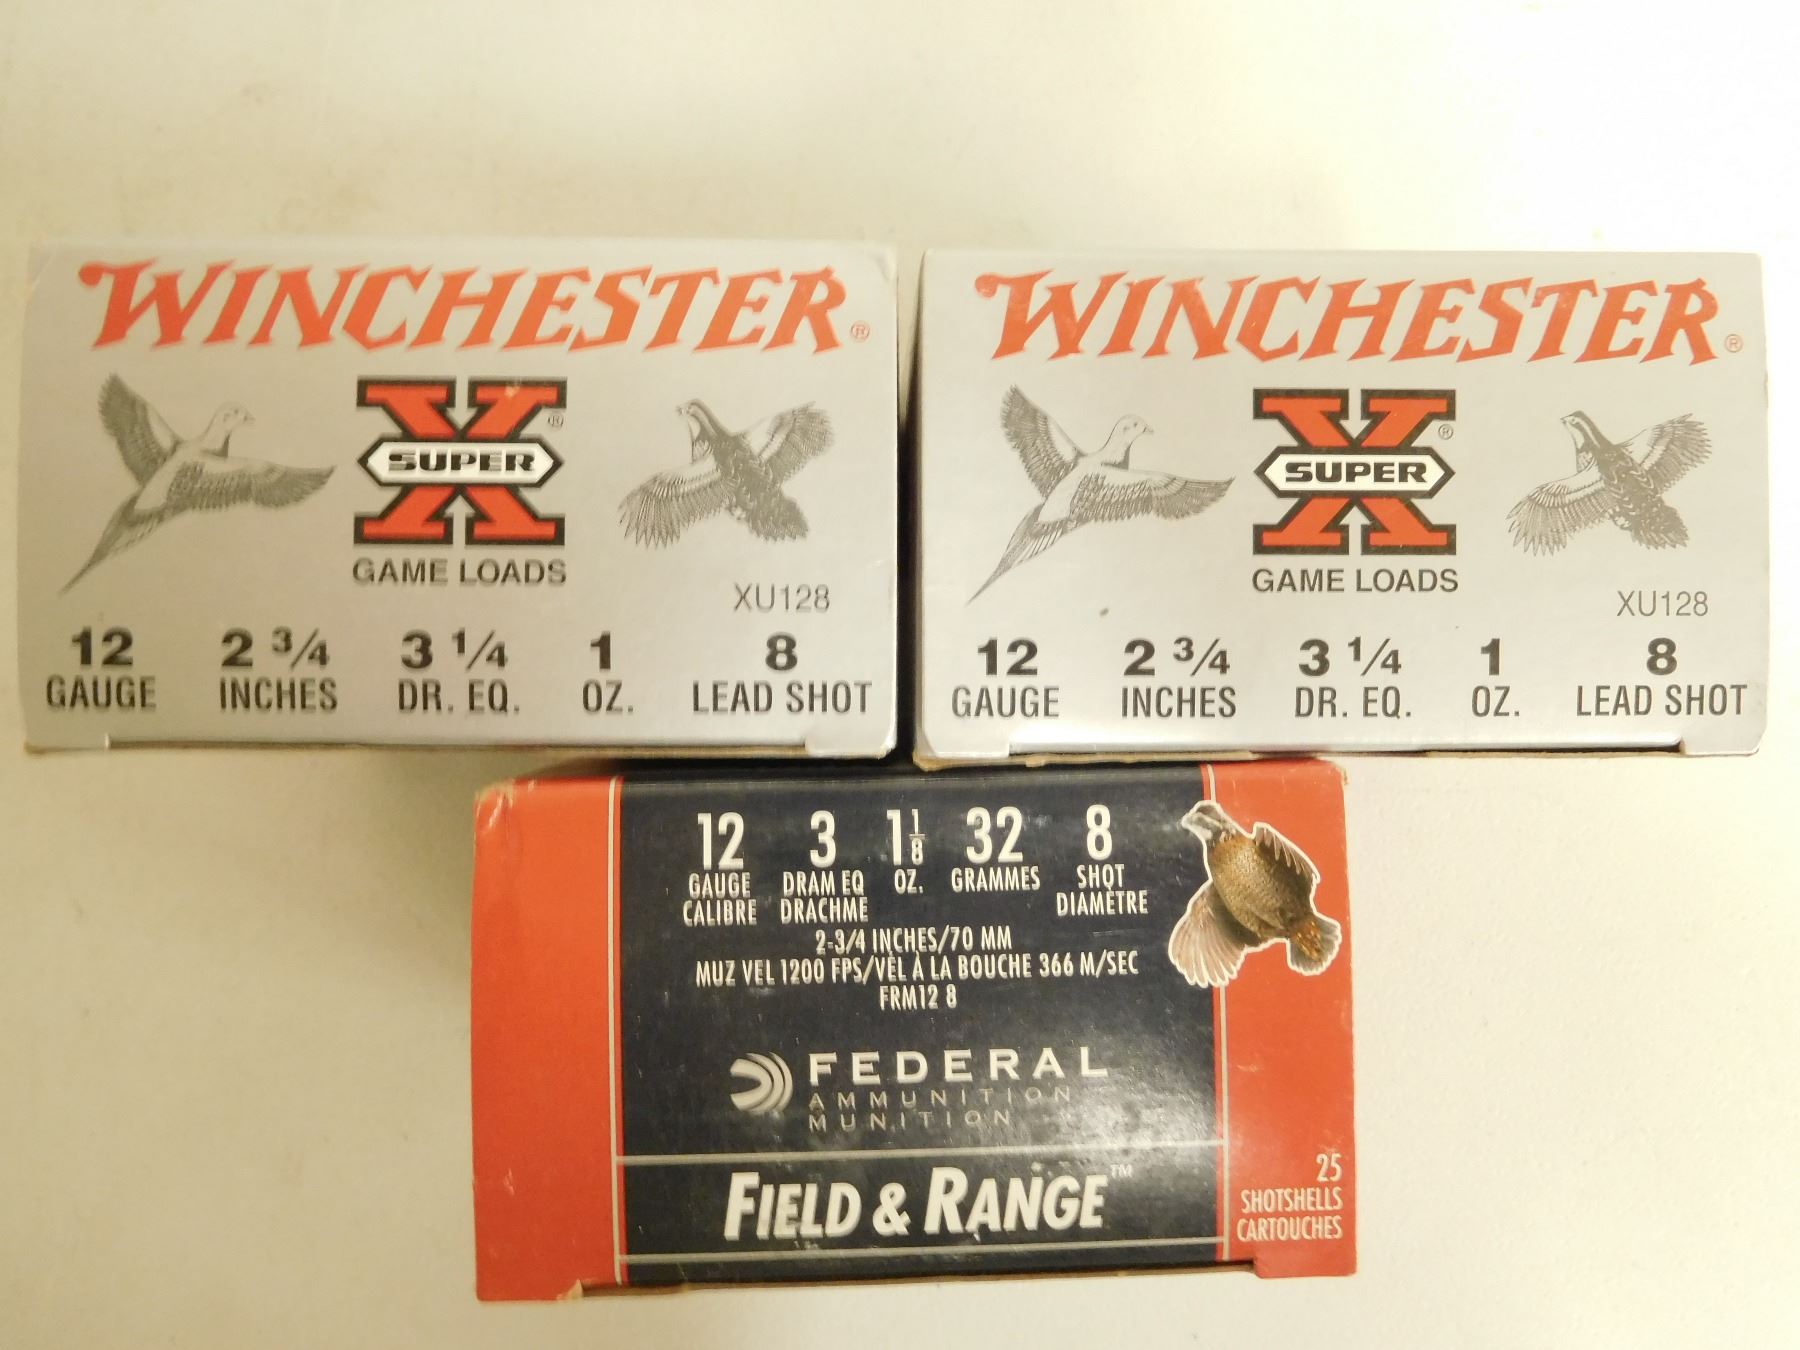 WINCHESTER®
X®
SUPER
GAME LOADS
XU128
12 2 3/4 3 1/4 1 8
GAUGE INCHES DR. EQ. OZ. LEAD SHOT
WINCHESTER®
X®
SUPER
GAME LOADS
XU128
12 2 3/4 3 1/4 1 8
GAUGE INCHES DR. EQ. OZ. LEAD SHOT
12 3 1 1/8 32 8
GAUGE DRAM EQ OZ. GRAMMES SHOT
CALIBRE DRACHME DIAMÈTRE
2-3/4 INCHES/70 MM
MUZ VEL 1200 FPS/VEL À LA BOUCHE 366 M/SEC
FRM12 8
FEDERAL
AMMUNITION
MUNITION
FIELD & RANGE™
25
SHOTSHELLS
CARTOUCHES